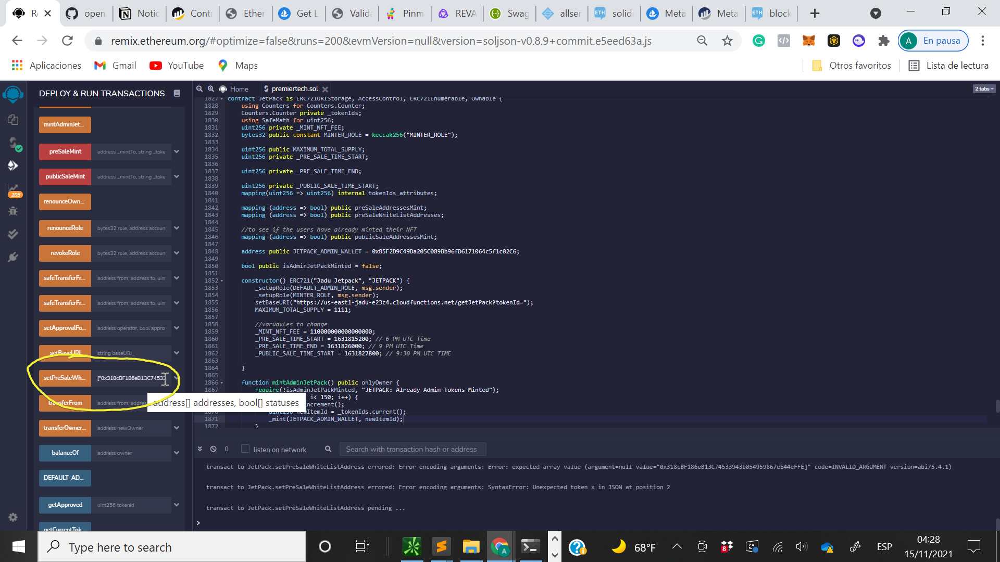 Re
open
Notic
Contr
Ether
Get L
Valida
Pinm
REVA
Swag
allser
solidi
Meta
Meta
block
remix.ethereum.org/#optimize=false&runs=200&evmVersion=null&version=soljson-v0.8.9+commit.e5eed63a.js
A En pausa
Aplicaciones
Gmail
YouTube
Maps
Otros favoritos
Lista de lectura
DEPLOY & RUN TRANSACTIONS
205
mintAdminJet...
preSaleMint address _mintTo, string _toke
publicSaleMint address _mintTo, string _toke
renounceOwn...
renounceRole bytes32 role, address accoun
revokeRole bytes32 role, address accoun
safeTransferFr... address from, address to, uint
safeTransferFr... address from, address to, uint
setApprovalFo... address operator, bool appro
setBaseURI string baseURI_
setPreSaleWh... ["0x318cBF186eB13C74533
transferFrom address from, addres
address[] addresses, bool[] statuses
transferOwner... address newOwner
balanceOf address owner
DEFAULT_AD...
getApproved uint256 tokenId
getCurrentTok
Home
premiertech.sol
2 tabs
1827 contract JetPack is ERC721URIStorage, AccessControl, ERC721Enumerable, Ownable {
1828 using Counters for Counters.Counter;
1829 Counters.Counter private _tokenIds;
1830 using SafeMath for uint256;
1831 uint256 private _MINT_NFT_FEE;
1832 bytes32 public constant MINTER_ROLE = keccak256("MINTER_ROLE");
1833
1834 uint256 public MAXIMUM_TOTAL_SUPPLY;
1835 uint256 private _PRE_SALE_TIME_START;
1836
1837 uint256 private _PRE_SALE_TIME_END;
1838
1839 uint256 private _PUBLIC_SALE_TIME_START;
1840 mapping(uint256 => uint256) internal tokenIds_attributes;
1841
1842 mapping (address => bool) public preSaleAddressesMint;
1843 mapping (address => bool) public preSaleWhiteListAddresses;
1844
1845 //to see if the users have already minted their NFT
1846 mapping (address => bool) public publicSaleAddressesMint;
1847
1848 address public JETPACK_ADMIN_WALLET = 0x85F2D9C49Da205C089Bb96fD6171064c5f1c02C6;
1849
1850 bool public isAdminJetPackMinted = false;
1851
1852 constructor() ERC721("Jadu Jetpack", "JETPACK") {
1853 _setupRole(DEFAULT_ADMIN_ROLE, msg.sender);
1854 _setupRole(MINTER_ROLE, msg.sender);
1855 setBaseURI("https://us-east1-jadu-e23c4.cloudfunctions.net/getJetPack?tokenId=");
1856 MAXIMUM_TOTAL_SUPPLY = 1111;
1857
1858 //varuavles to change
1859 _MINT_NFT_FEE = 110000000000000000;
1860 _PRE_SALE_TIME_START = 1631815200; // 6 PM UTC Time
1861 _PRE_SALE_TIME_END = 1631826000; // 9 PM UTC Time
1862 _PUBLIC_SALE_TIME_START = 1631827800; // 9:30 PM UTC TIME
1863
1864 }
1865
1866 function mintAdminJetPack() public onlyOwner {
1867 require(!isAdminJetPackMinted, "JETPACK: Already Admin Tokens Minted");
i< 150; i++) {
increment();
uint256 newItemId = _tokenIds.current();
1871 _mint(JETPACK_ADMIN_WALLET, newItemId);
1872 }
0
listen on network
Search with transaction hash or address
transact to JetPack.setPreSaleWhiteListAddress errored: Error encoding arguments: Error: expected array value (argument=null value="0x318cBF186eB13C74533943b054959867eE44eFFE]" code=INVALID_ARGUMENT version=abi/5.4.1)
transact to JetPack.setPreSaleWhiteListAddress errored: Error encoding arguments: SyntaxError: Unexpected token x in JSON at position 2
transact to JetPack.setPreSaleWhiteListAddress pending ...
>
Type here to search
A
8
68°F
ESP
04:28
15/11/2021